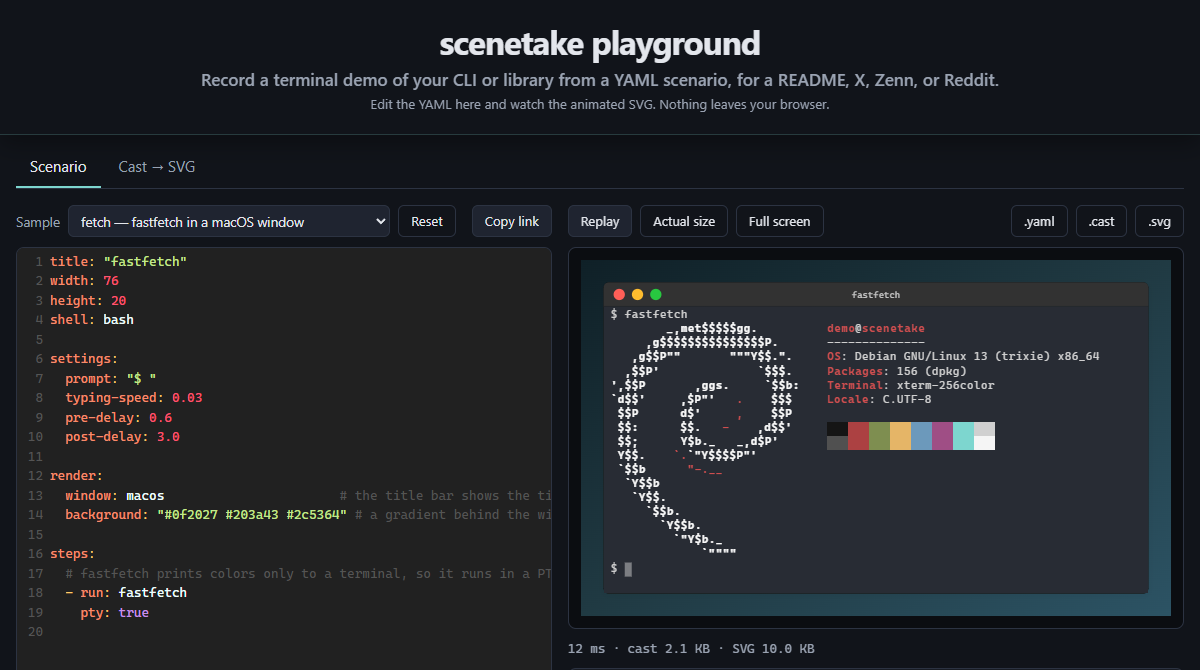 scenetake playground
Record a terminal demo of your CLI or library from a YAML scenario, for a README, X, Zenn, or Reddit.
Edit the YAML here and watch the animated SVG. Nothing leaves your browser.
Scenario
Cast → SVG
Sample
fetch — fastfetch in a macOS window
Reset
Copy link
Replay
Actual size
Full screen
.yaml
.cast
.svg
1 title: "fastfetch"
2 width: 76
3 height: 20
4 shell: bash
5
6 settings:
7   prompt: "$ "
8   typing-speed: 0.03
9   pre-delay: 0.6
10   post-delay: 3.0
11
12 render:
13   window: macos                       # the title bar shows the ti
14   background: "#0f2027 #203a43 #2c5364" # a gradient behind the wi
15
16 steps:
17   # fastfetch prints colors only to a terminal, so it runs in a PT
18   - run: fastfetch
19     pty: true
20
fastfetch
$ fastfetch
        _,met$$$$$gg.
     ,g$$$$$$$$$$$$$$$P.
   ,g$$P""       """Y$$.".
  ,$$P'              `$$$.
',$$P       ,ggs.     `$$b:
`d$$'     ,$P"'   .    $$$
 $$P      d$'     ,    $$P
 $$:      $$.   -    ,d$$'
 $$;      Y$b._   _,d$P'
 Y$$.    `.`"Y$$$$P"'
 `$$b      "-.__
  `Y$$b
   `Y$$.
     `$$b.
       `Y$$b.
         `"Y$b._
             `""""
demo@scenetake
--------------
OS: Debian GNU/Linux 13 (trixie) x86_64
Packages: 156 (dpkg)
Terminal: xterm-256color
Locale: C.UTF-8
$
12 ms · cast 2.1 KB · SVG 10.0 KB